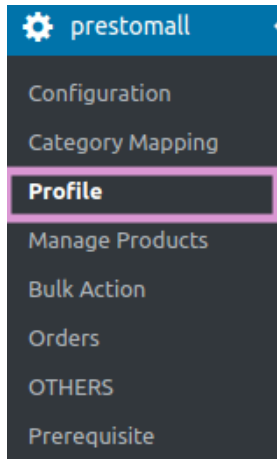 prestomall
Configuration
Category Mapping
Profile
Manage Products
Bulk Action
Orders
OTHERS
Prerequisite